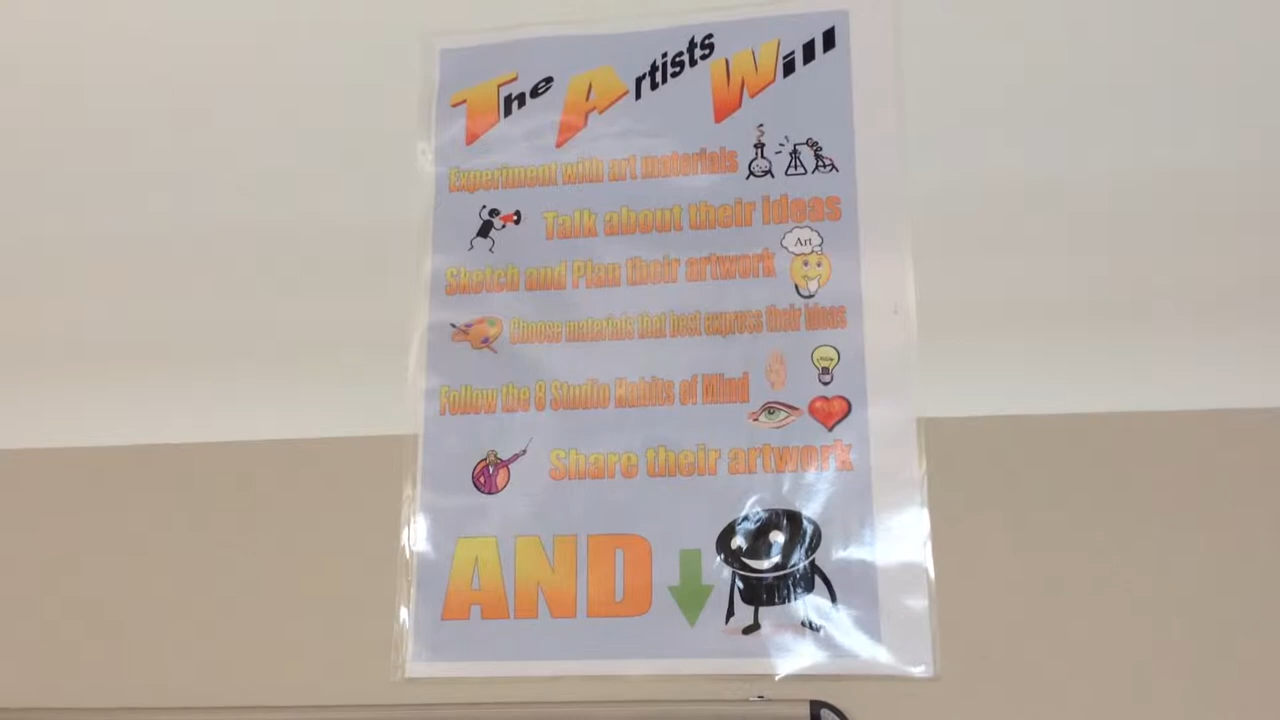 The Artists Will
Experiment with art materials
Talk about their ideas
Art
Sketch and Plan their artwork
Choose materials that best express their ideas
Follow the 8 Studio Habits of Mind
Share their artwork
AND